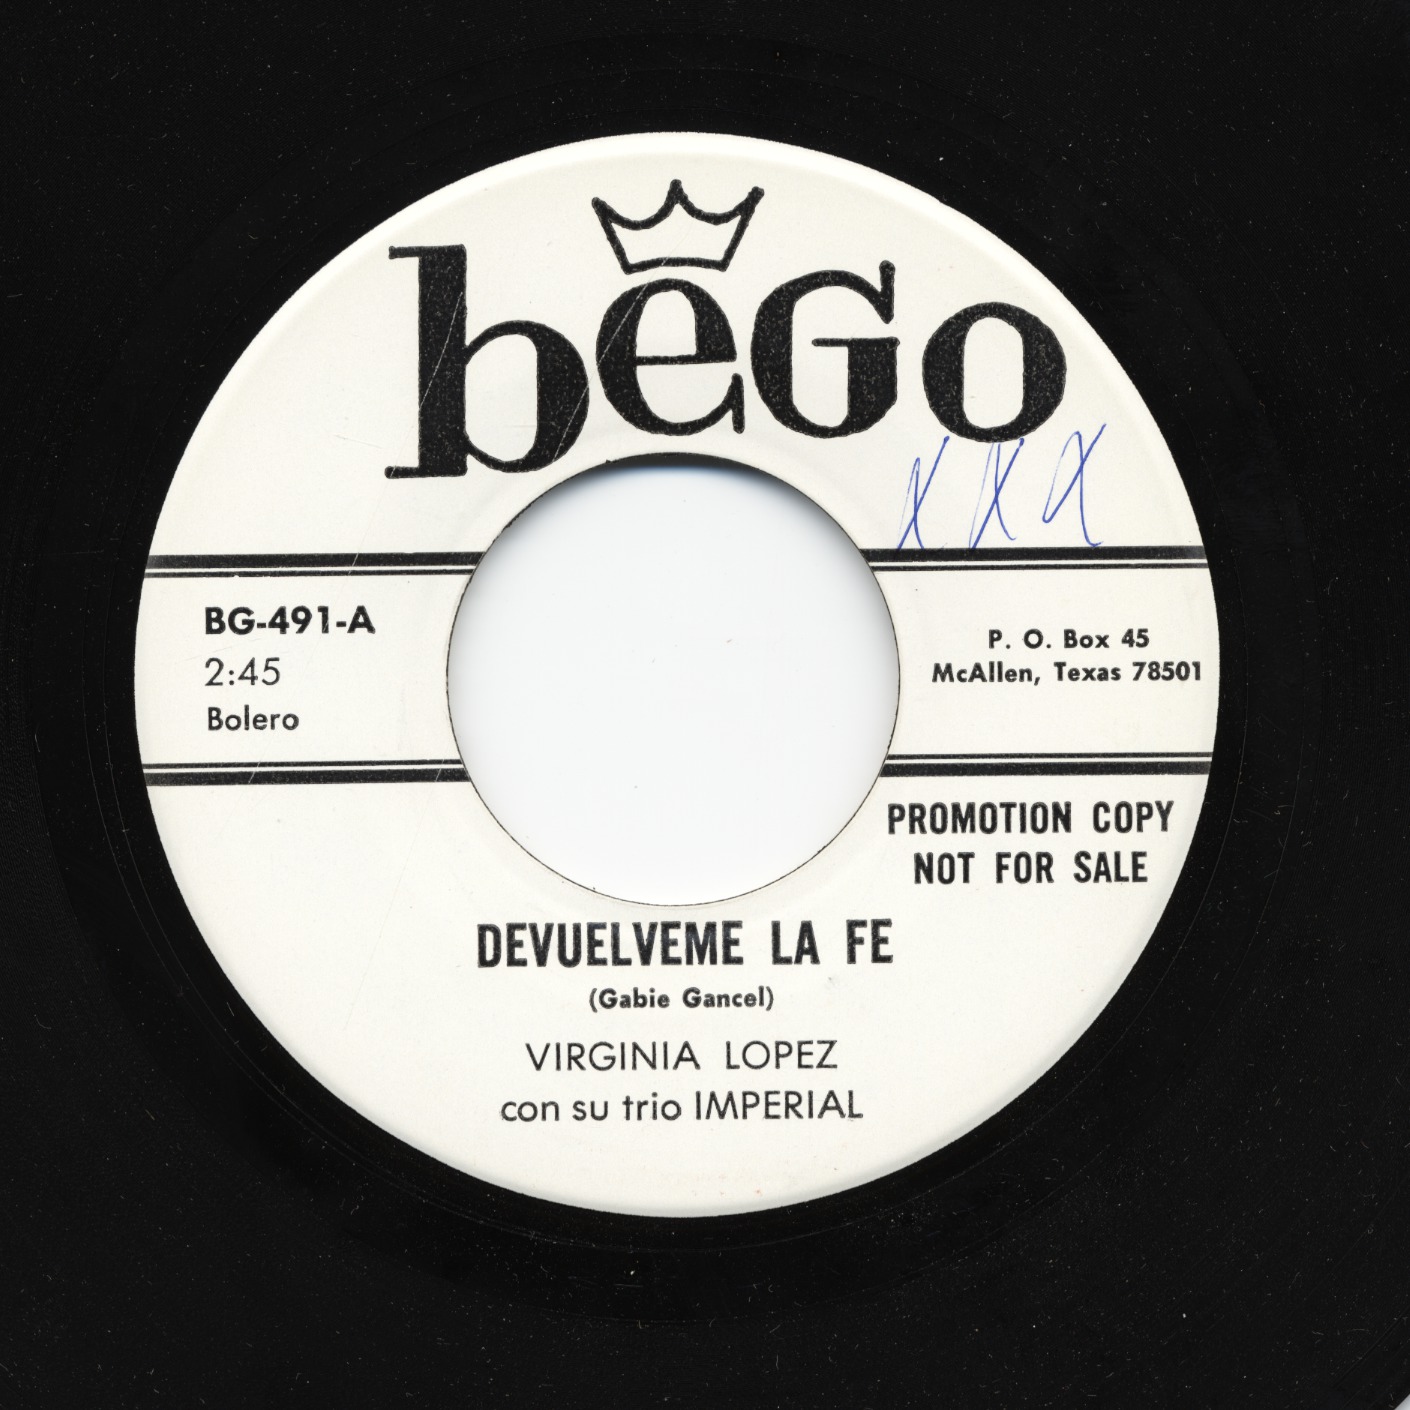 beGo
XXX
BG-491-A
2:45
Bolero
P. O. Box 45
McAllen, Texas 78501
PROMOTION COPY
NOT FOR SALE
DEVUELVEME LA FE
(Gabie Gancel)
VIRGINIA LOPEZ
con su trio IMPERIAL